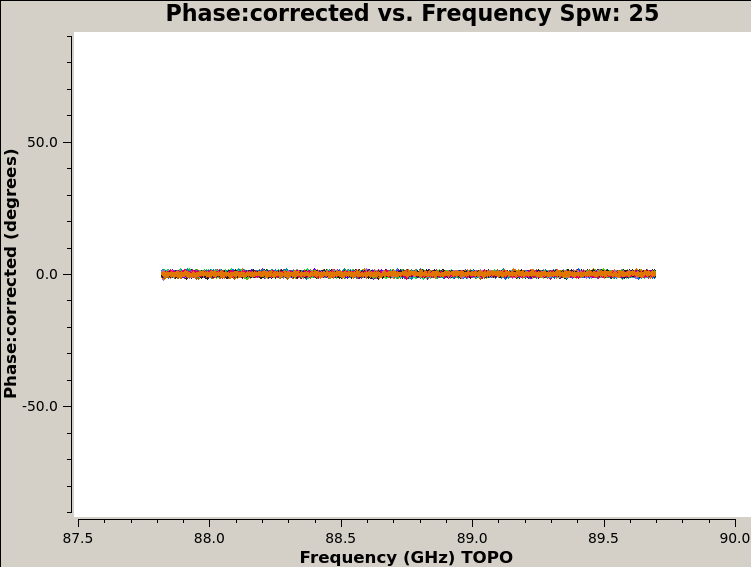 Phase:corrected vs. Frequency Spw: 25
Phase:corrected (degrees)
50.0
0.0
-50.0
87.5 88.0 88.5 89.0 89.5 90.0
Frequency (GHz) TOPO